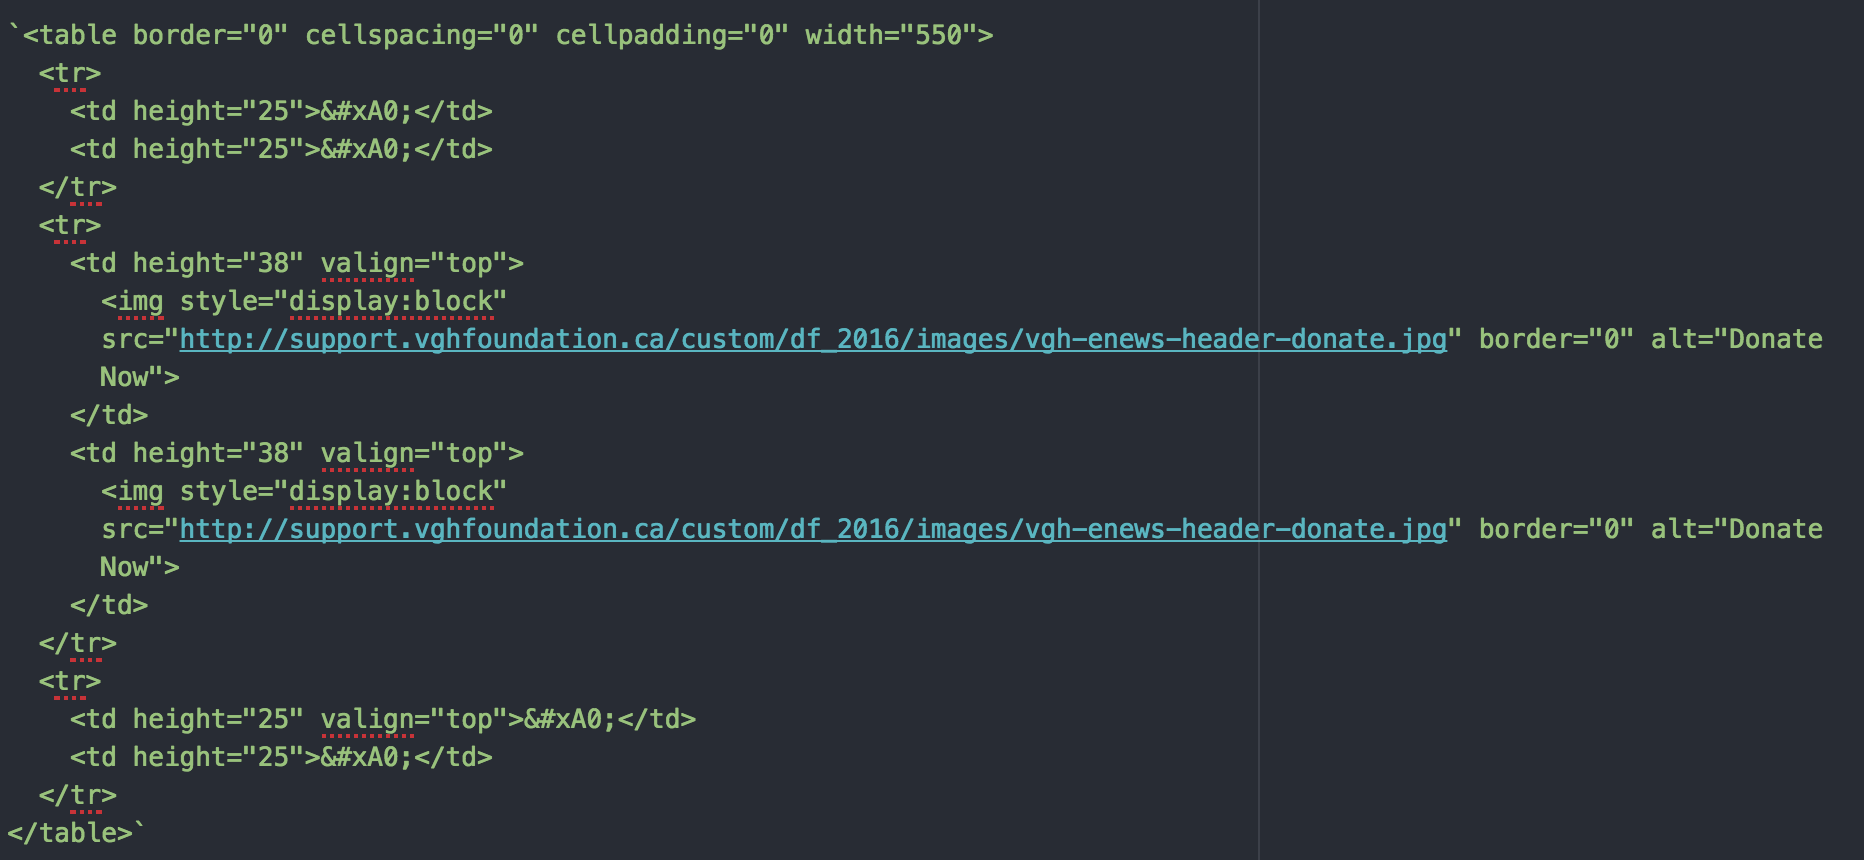 `<table border="0" cellspacing="0" cellpadding="0" width="550">
  <tr>
    <td height="25">&#xA0;</td>
    <td height="25">&#xA0;</td>
  </tr>
  <tr>
    <td height="38" valign="top">
      <img style="display:block"
      src="http://support.vghfoundation.ca/custom/df_2016/images/vgh-enews-header-donate.jpg" border="0" alt="Donate
      Now">
    </td>
    <td height="38" valign="top">
      <img style="display:block"
      src="http://support.vghfoundation.ca/custom/df_2016/images/vgh-enews-header-donate.jpg" border="0" alt="Donate
      Now">
    </td>
  </tr>
  <tr>
    <td height="25" valign="top">&#xA0;</td>
    <td height="25">&#xA0;</td>
  </tr>
</table>`